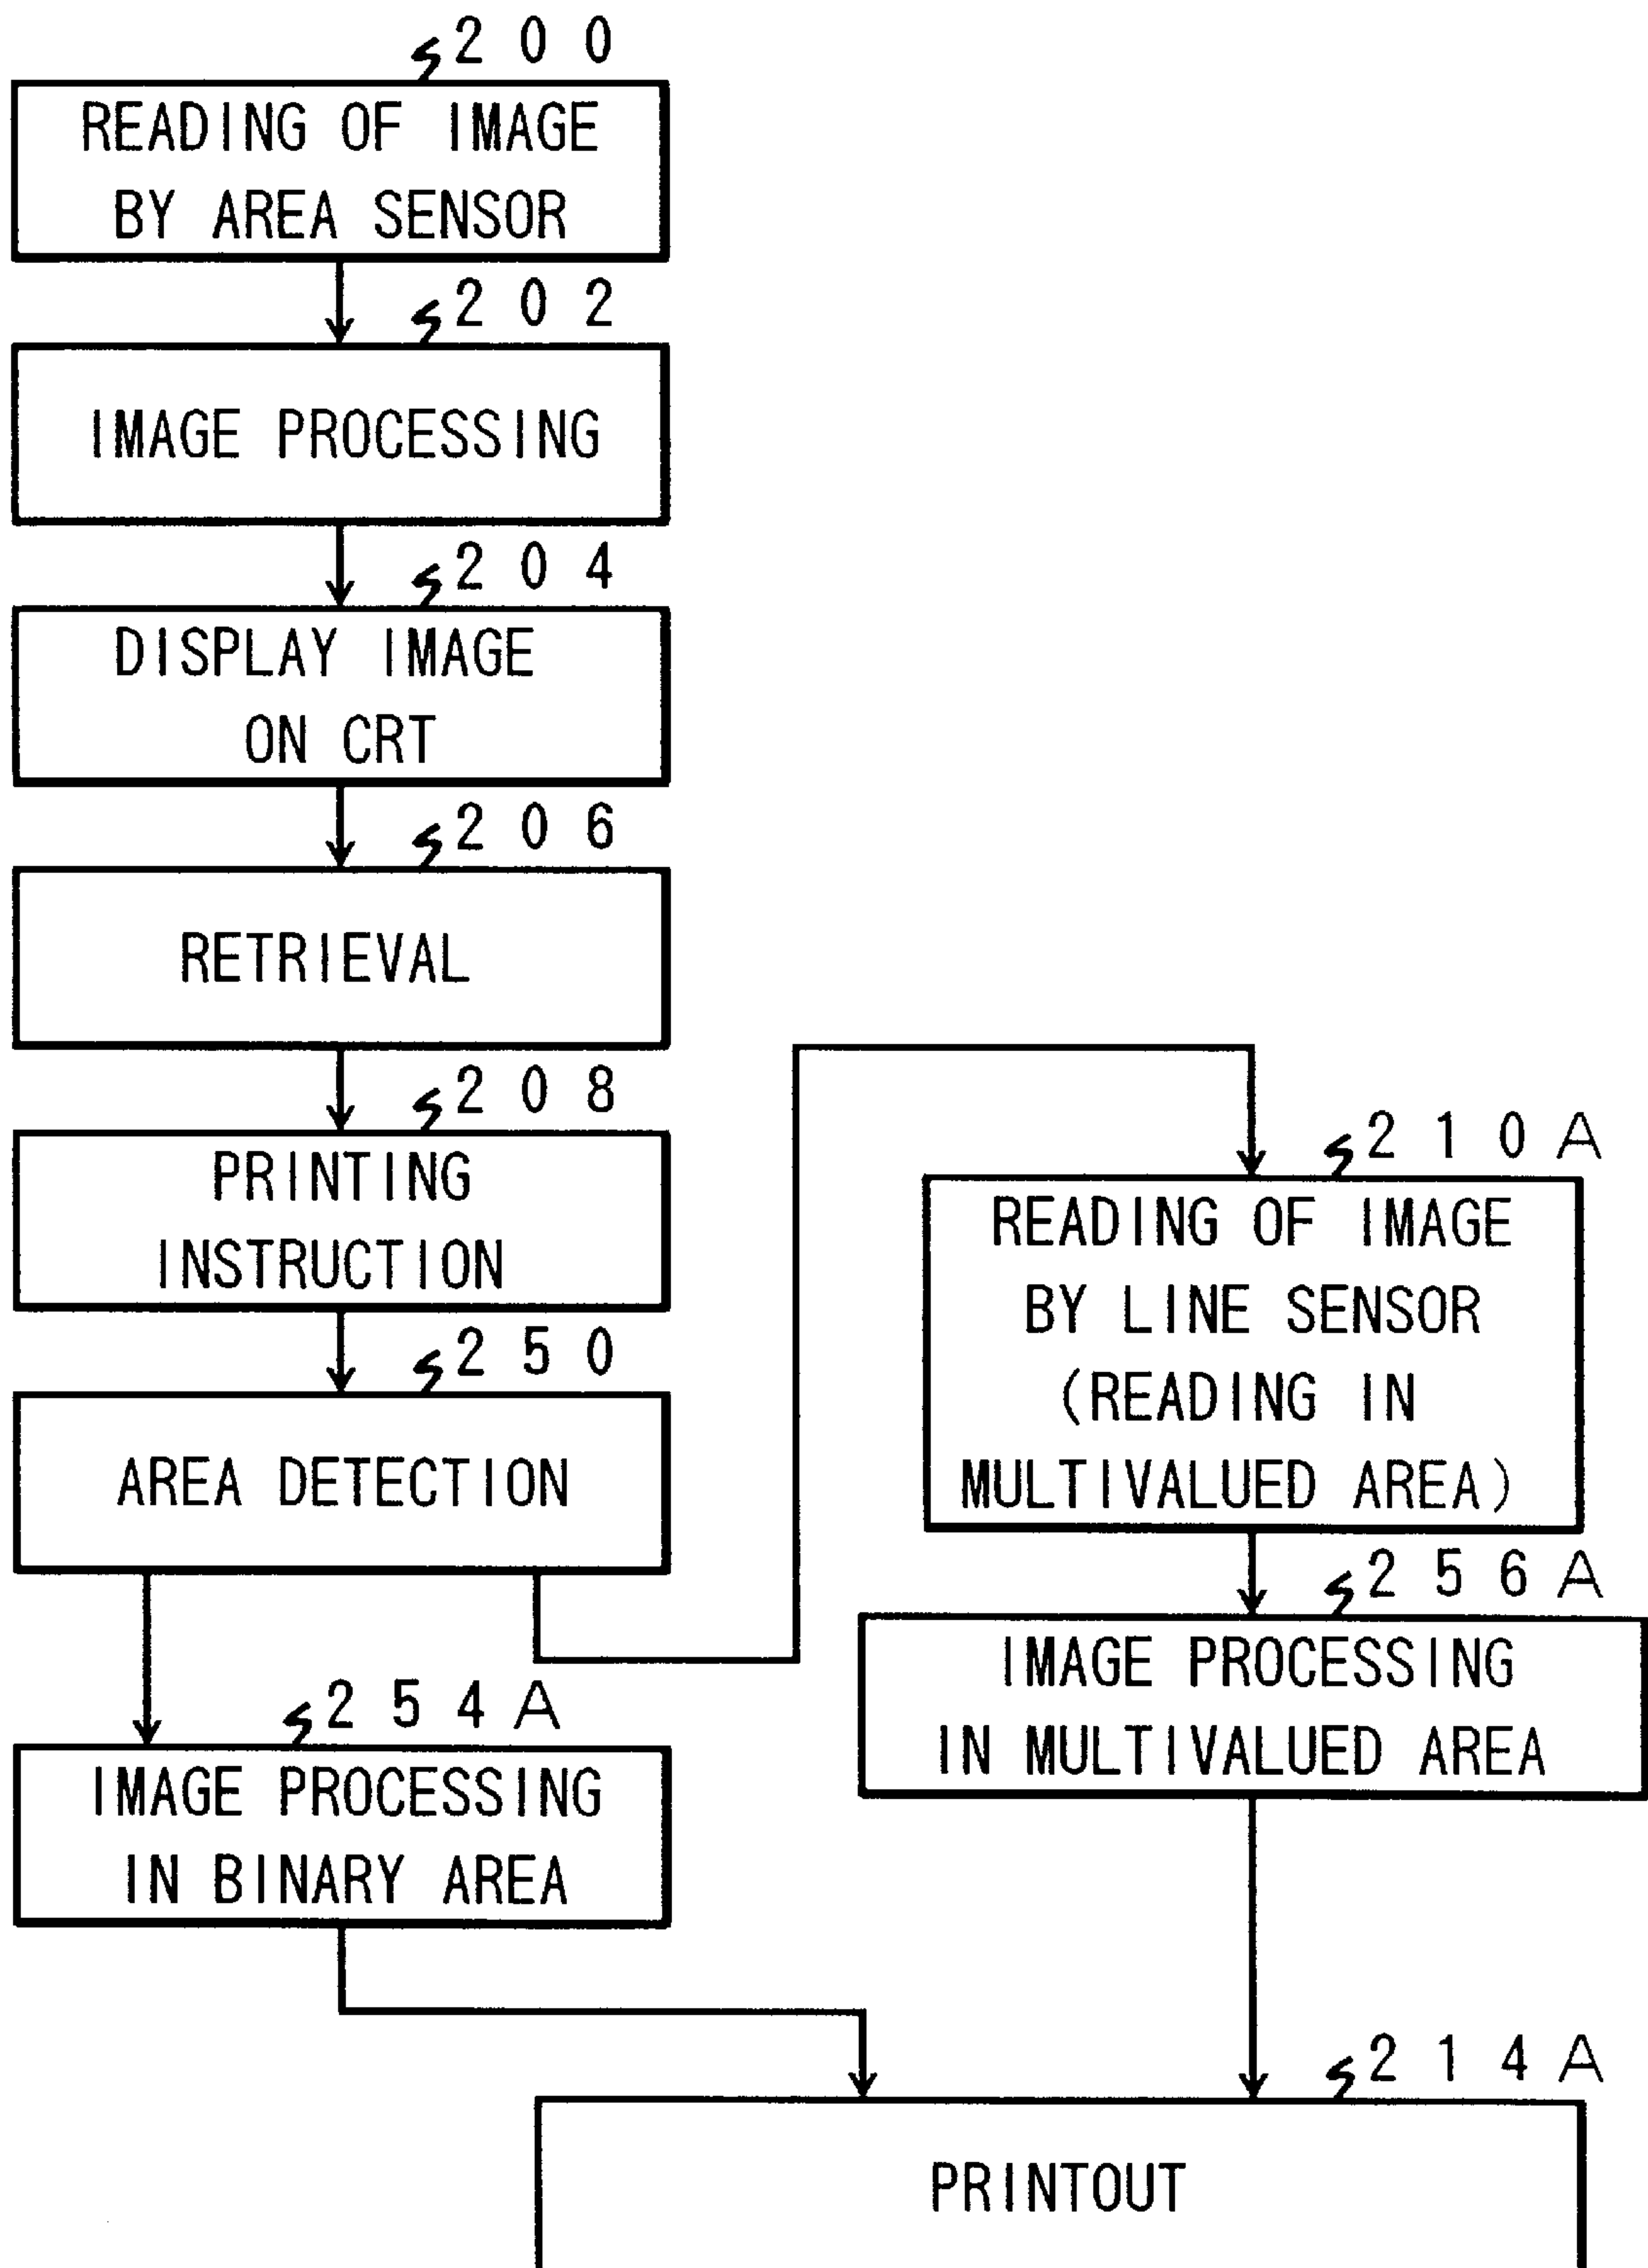 200
READING OF IMAGE
BY AREA SENSOR
202
IMAGE PROCESSING
204
DISPLAY IMAGE
ON CRT
206
RETRIEVAL
208
PRINTING
INSTRUCTION
250
AREA DETECTION
210A
READING OF IMAGE
BY LINE SENSOR
(READING IN
MULTIVALUED AREA)
256A
IMAGE PROCESSING
IN MULTIVALUED AREA
254A
IMAGE PROCESSING
IN BINARY AREA
214A
PRINTOUT